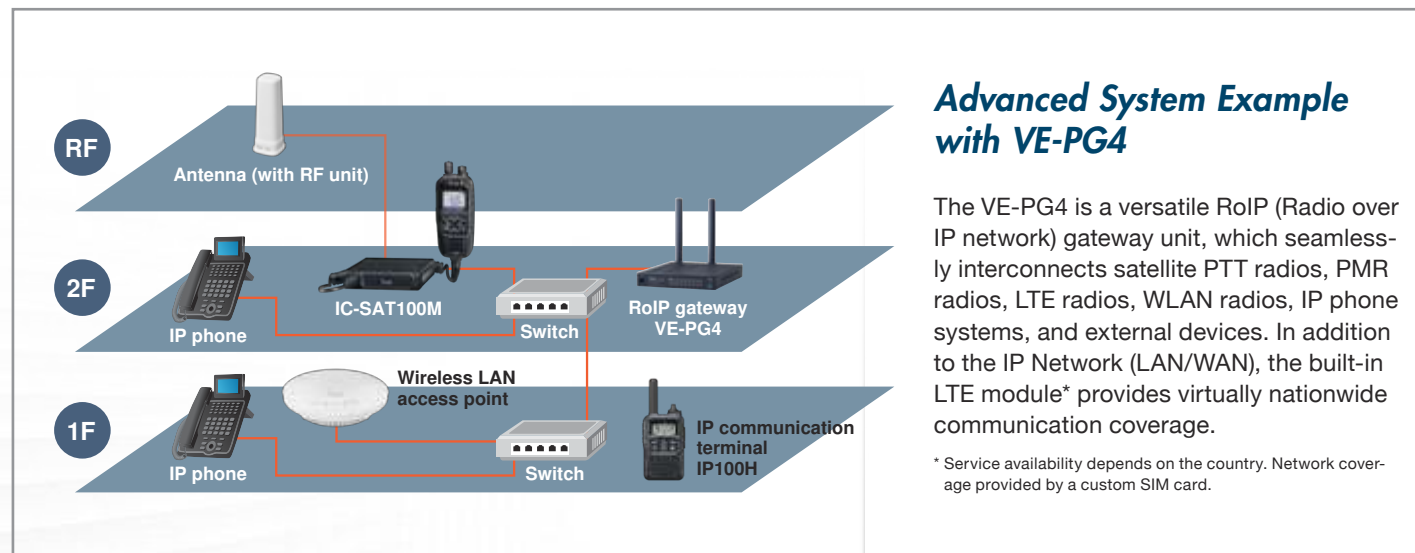 RF
Antenna (with RF unit)
2F
IP phone
IC-SAT100M
Switch
RoIP gateway
VE-PG4
1F
IP phone
Wireless LAN
access point
Switch
IP communication
terminal
IP100H
Advanced System Example
with VE-PG4
The VE-PG4 is a versatile RoIP (Radio over
IP network) gateway unit, which seamless-
ly interconnects satellite PTT radios, PMR
radios, LTE radios, WLAN radios, IP phone
systems, and external devices. In addition
to the IP Network (LAN/WAN), the built-in
LTE module* provides virtually nationwide
communication coverage.
* Service availability depends on the country. Network cover-
age provided by a custom SIM card.